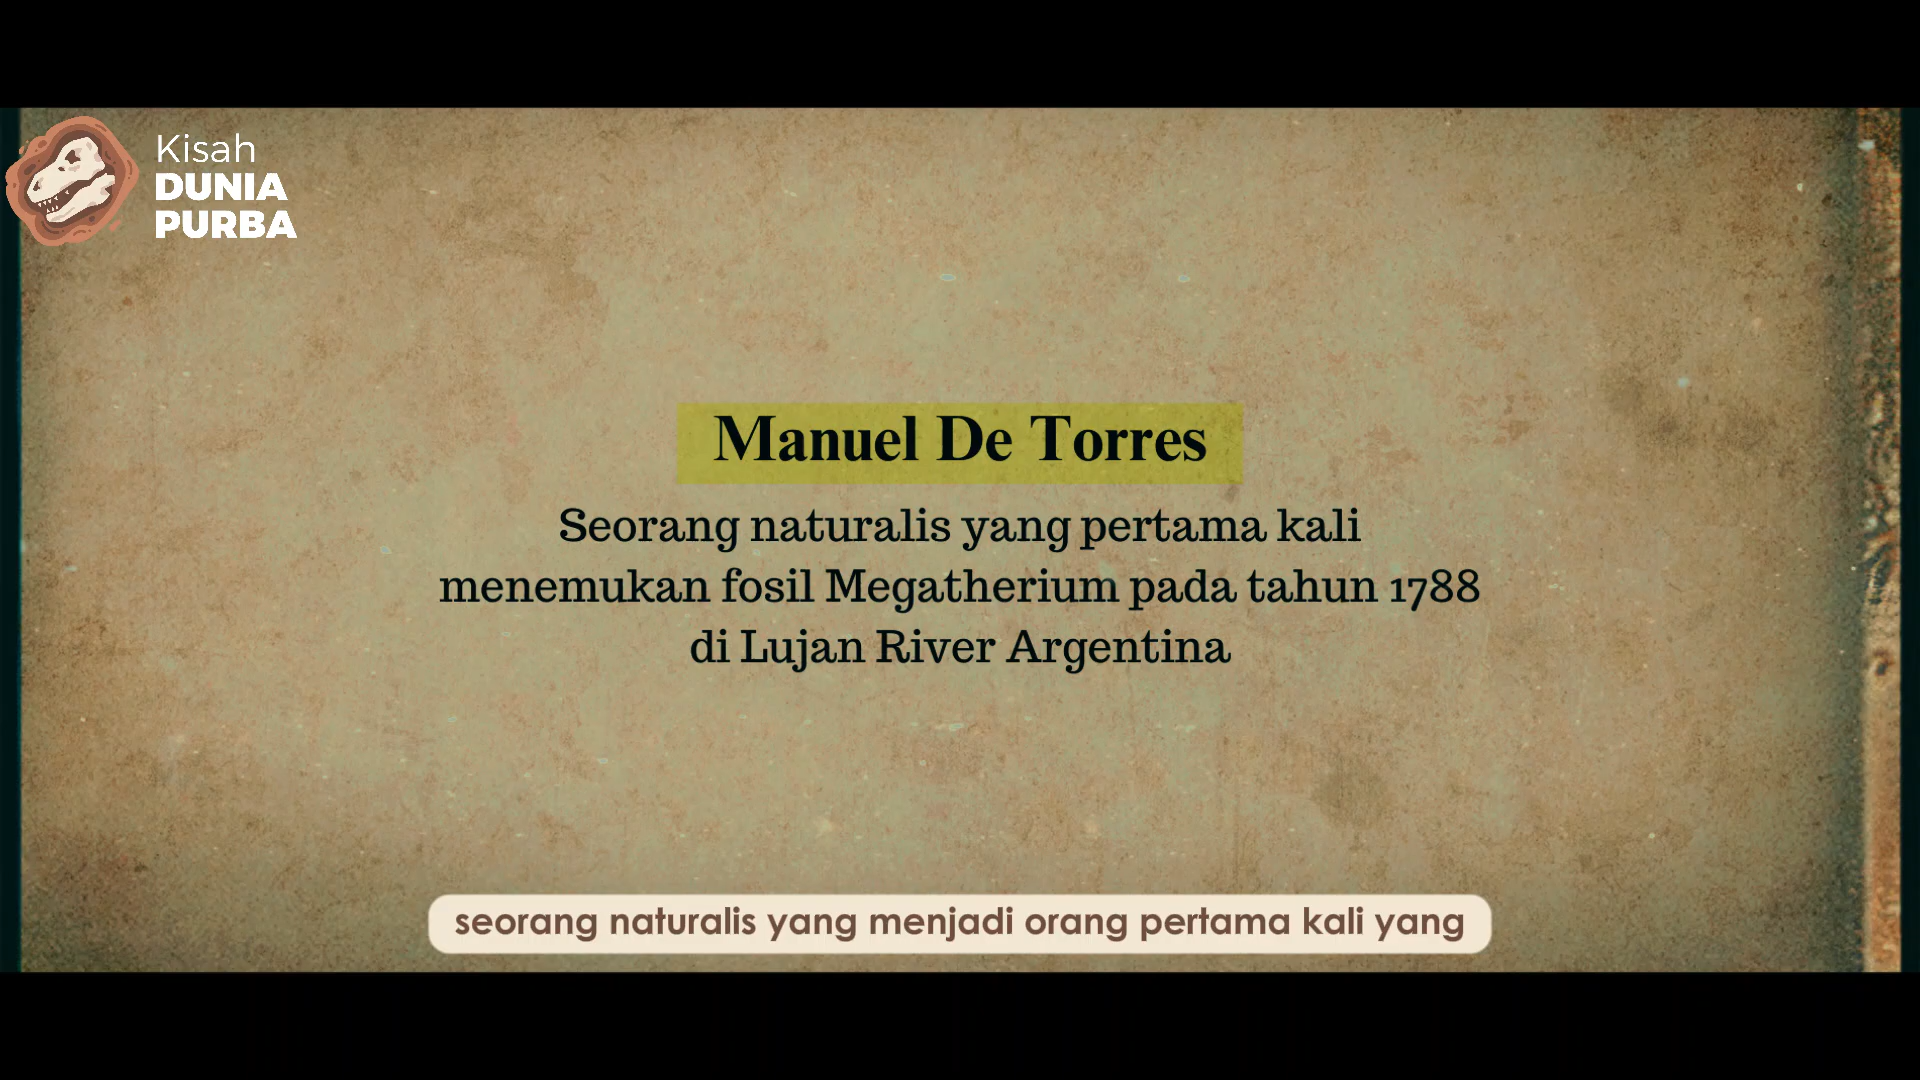 Kisah
DUNIA
PURBA
Manuel De Torres
Seorang naturalis yang pertama kali
menemukan fosil Megatherium pada tahun 1788
di Lujan River Argentina
seorang naturalis yang menjadi orang pertama kali yang